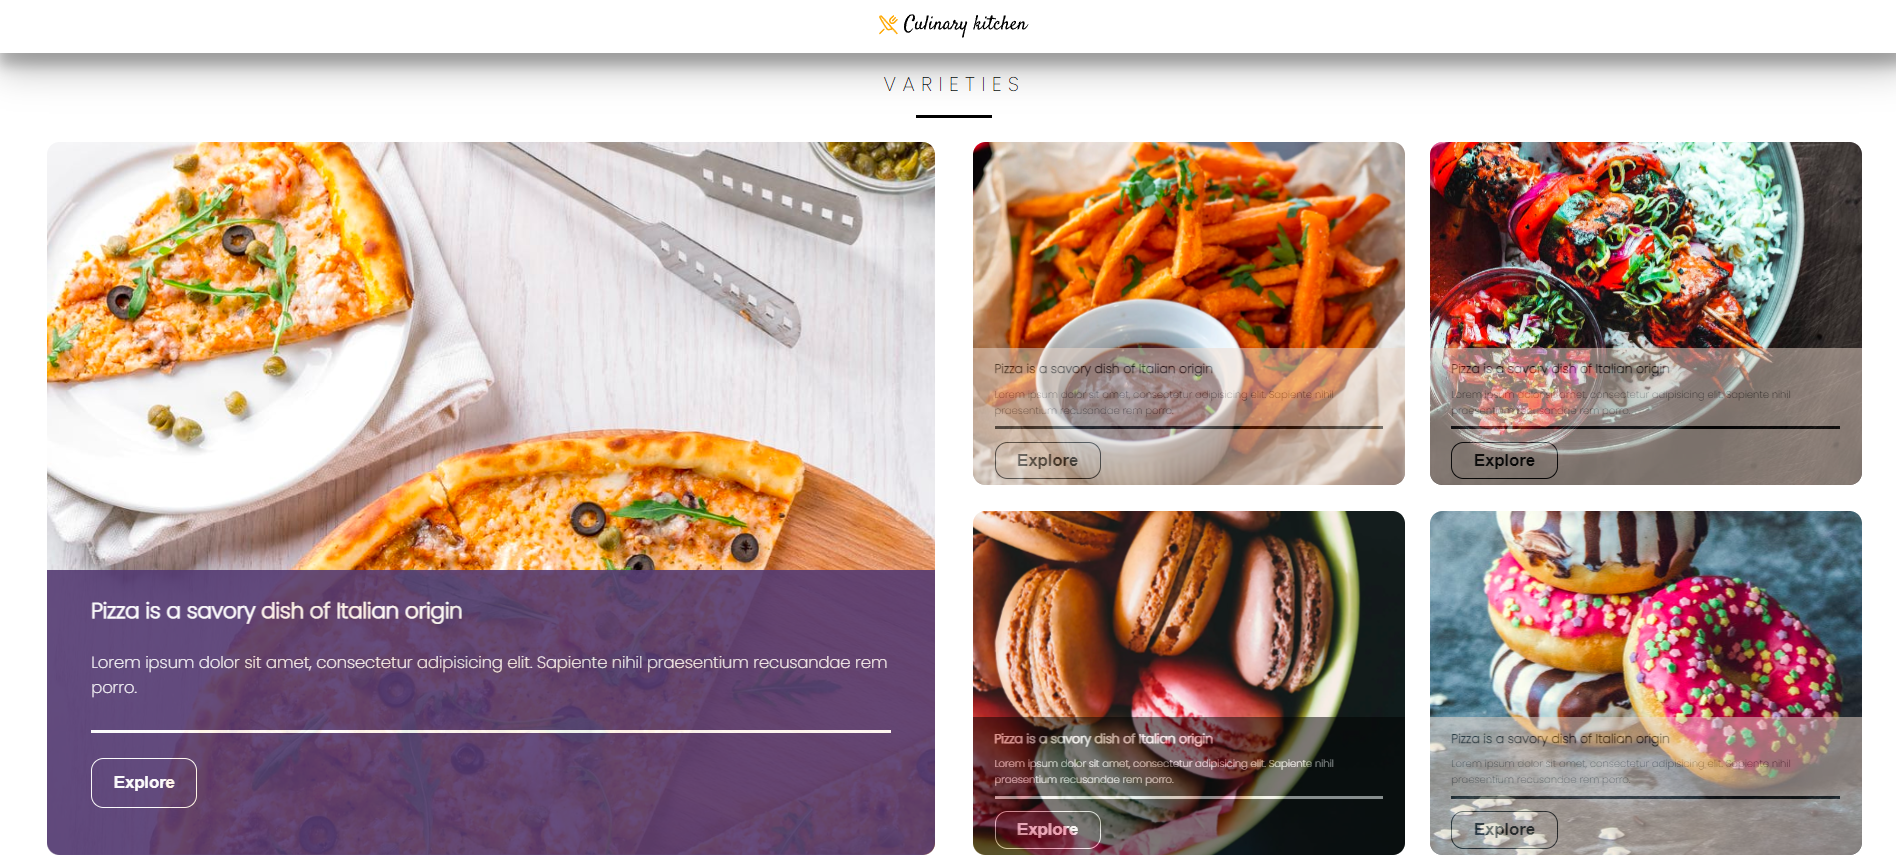 Culinary kitchen
VARIETIES
Pizza is a savory dish of Italian origin
Lorem ipsum dolor sit amet, consectetur adipisicing elit. Sapiente nihil praesentium recusandae rem
porro.
Explore
Pizza is a savory dish of Italian origin
Lorem ipsum dolor sit amet, consectetur adipisicing elit. Sapiente nihil
praesentium recusandae rem porro.
Explore
Pizza is a savory dish of Italian origin
Lorem ipsum dolor sit amet, consectetur adipisicing elit. Sapiente nihil
praesentium recusandae rem porro.
Explore
Pizza is a savory dish of Italian origin
Lorem ipsum dolor sit amet, consectetur adipisicing elit. Sapiente nihil
praesentium recusandae rem porro.
Explore
Pizza is a savory dish of Italian origin
Lorem ipsum dolor sit amet, consectetur adipisicing elit. Sapiente nihil
praesentium recusandae rem porro.
Explore